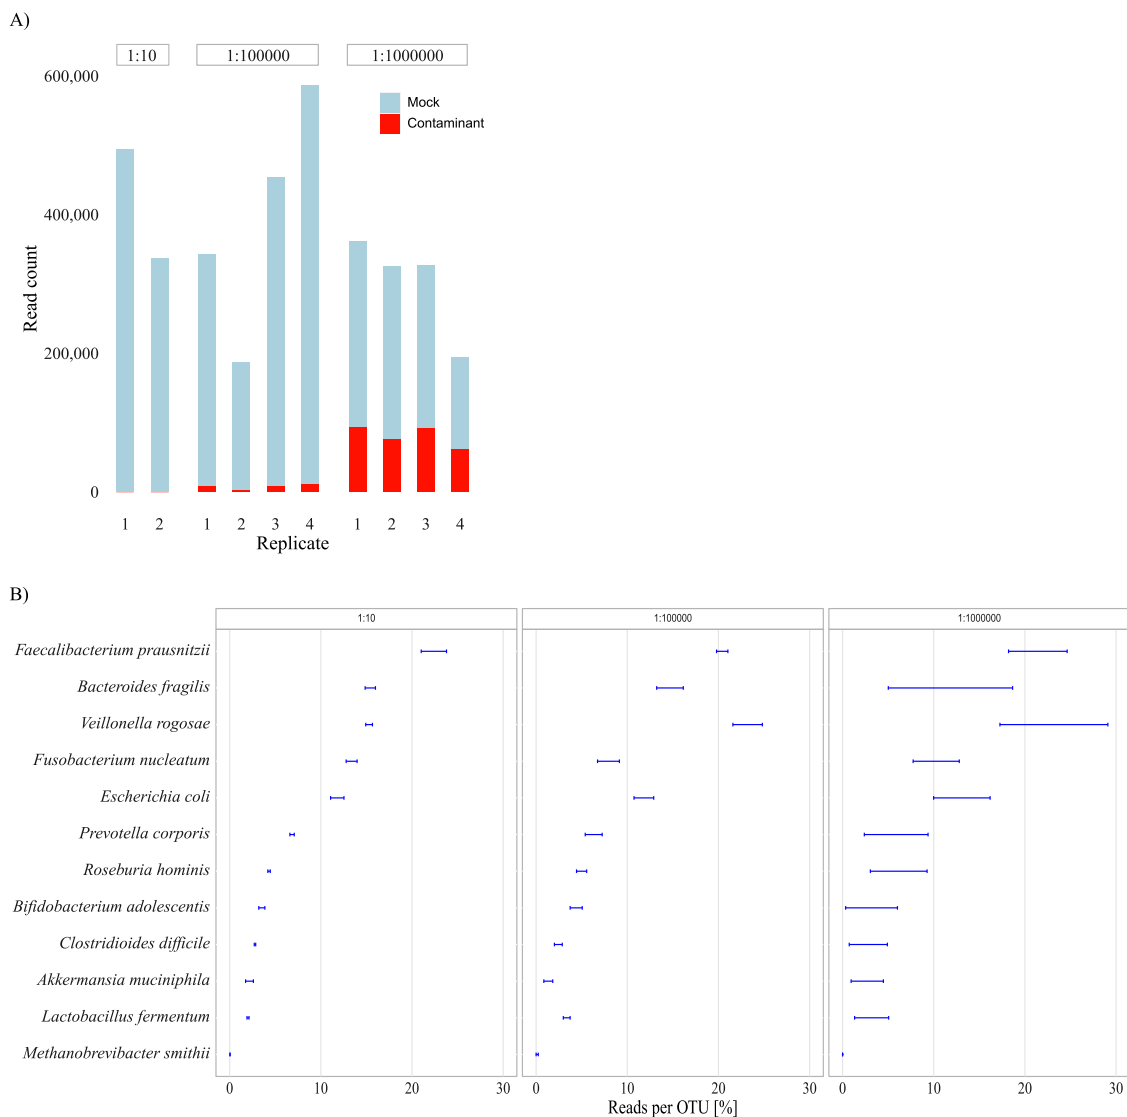 A)
1:10 1:100000 1:1000000
600,000
Mock
Contaminant
400,000
Read count
200,000
0
1 2 1 2 3 4 1 2 3 4
Replicate
B)
1:10 1:100000 1:1000000
Faecalibacterium prausnitzii
Bacteroides fragilis
Veillonella rogosae
Fusobacterium nucleatum
Escherichia coli
Prevotella corporis
Roseburia hominis
Bifidobacterium adolescentis
Clostridioides difficile
Akkermansia muciniphila
Lactobacillus fermentum
Methanobrevibacter smithii
0 10 20 30 0 10 20 30 0 10 20 30
Reads per OTU [%]